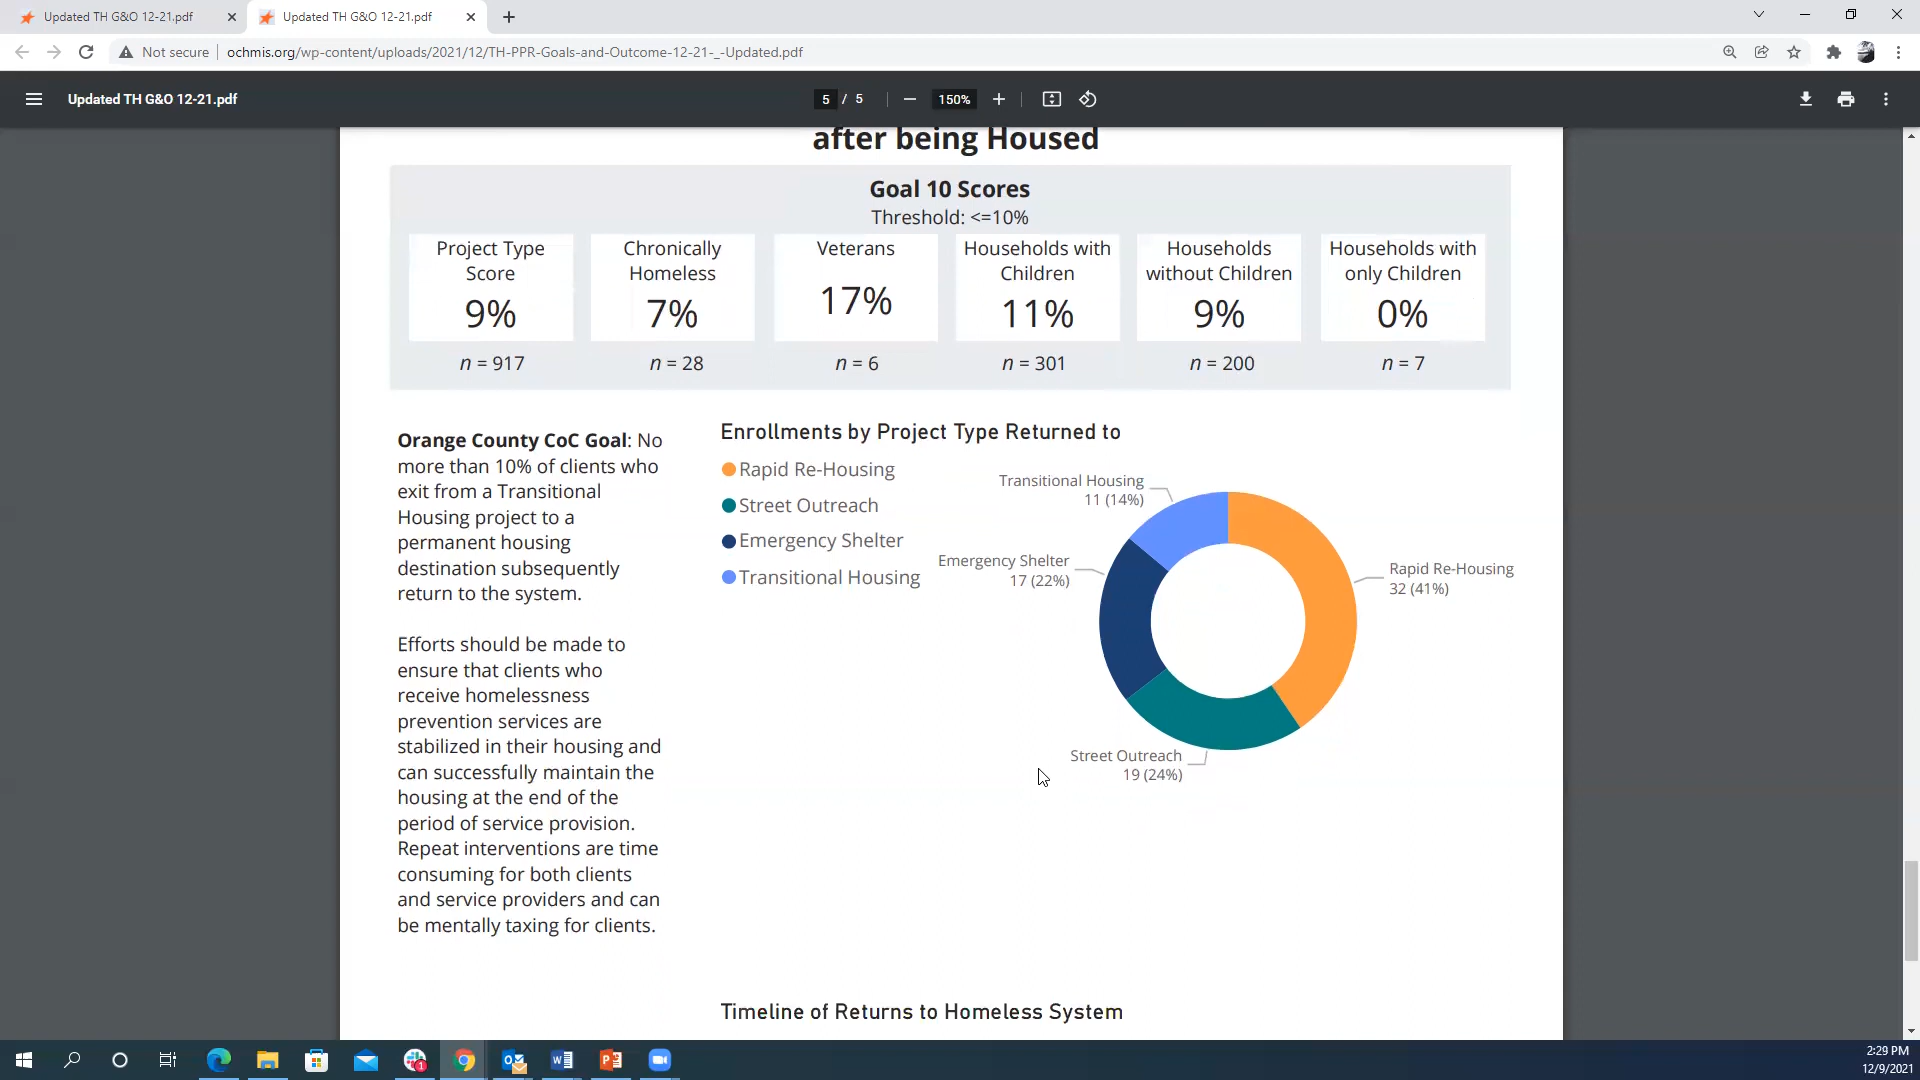 Updated TH G&O 12-21.pdf
Updated TH G&O 12-21.pdf
Not secure
ochmis.org/wp-content/uploads/2021/12/TH-PPR-Goals-and-Outcome-12-21-_-Updated.pdf
Updated TH G&O 12-21.pdf
5 / 5
150%
after being Housed
Goal 10 Scores
Threshold: <=10%
Project Type
Score
9%
n = 917
Chronically
Homeless
7%
n = 28
Veterans
17%
n = 6
Households with
Children
11%
n = 301
Households
without Children
9%
n = 200
Households with
only Children
0%
n = 7
Orange County CoC Goal: No
more than 10% of clients who
exit from a Transitional
Housing project to a
permanent housing
destination subsequently
return to the system.
Efforts should be made to
ensure that clients who
receive homelessness
prevention services are
stabilized in their housing and
can successfully maintain the
housing at the end of the
period of service provision.
Repeat interventions are time
consuming for both clients
and service providers and can
be mentally taxing for clients.
Enrollments by Project Type Returned to
Rapid Re-Housing
Street Outreach
Emergency Shelter
Transitional Housing
Transitional Housing
11 (14%)
Emergency Shelter
17 (22%)
Rapid Re-Housing
32 (41%)
Street Outreach
19 (24%)
Timeline of Returns to Homeless System
2:29 PM
12/9/2021